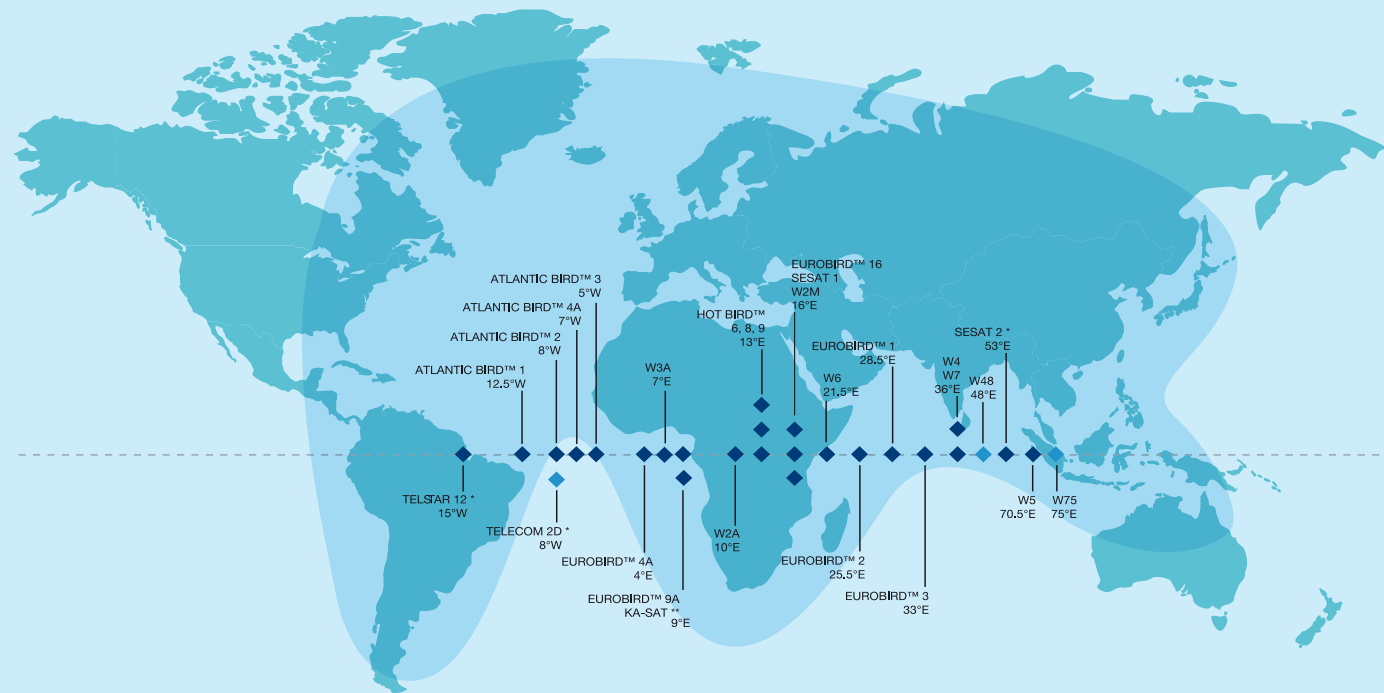 ATLANTIC BIRD™ 3
5°W
ATLANTIC BIRD™ 4A
7°W
ATLANTIC BIRD™ 2
8°W
ATLANTIC BIRD™ 1
12.5°W
W3A
7°E
HOT BIRD™
6, 8, 9
13°E
EUROBIRD™ 16
SESAT 1
W2M
16°E
W6
21.5°E
EUROBIRD™ 1
28.5°E
W4
W7
36°E
W48
48°E
SESAT 2 *
53°E
TELSTAR 12 *
15°W
TELECOM 2D *
8°W
EUROBIRD™ 4A
4°E
EUROBIRD™ 9A
KA-SAT **
9°E
W2A
10°E
EUROBIRD™ 2
25.5°E
EUROBIRD™ 3
33°E
W5
70.5°E
W75
75°E